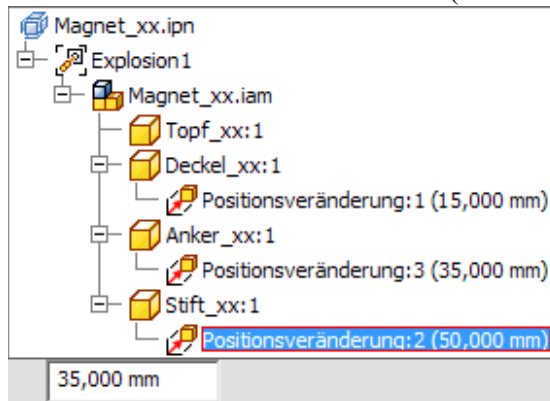 Magnet_xx.ipn
Explosion1
Magnet_xx.iam
Topf_xx:1
Deckel_xx:1
Positionsveränderung:1 (15,000 mm)
Anker_xx:1
Positionsveränderung:3 (35,000 mm)
Stift_xx:1
Positionsveränderung:2 (50,000 mm)
35,000 mm